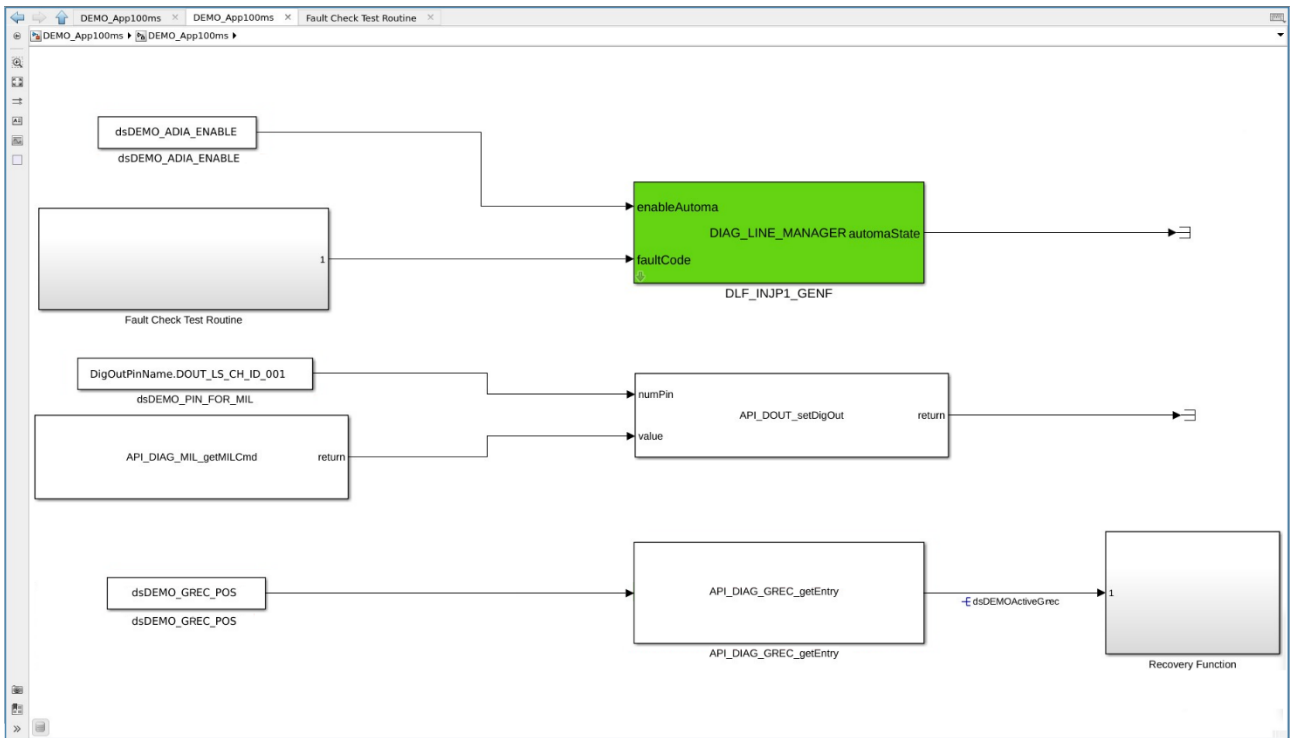 DEMO_App100ms × DEMO_App100ms × Fault Check Test Routine ×
DEMO_App100ms DEMO_App100ms
dsDEMO_ADIA_ENABLE
dsDEMO_ADIA_ENABLE
enableAutoma
DIAG_LINE_MANAGER automaState
faultCode
DLF_INJP1_GENF
1
Fault Check Test Routine
DigOutPinName.DOUT_LS_CH_ID_001
dsDEMO_PIN_FOR_MIL
API_DIAG_MIL_getMILCmd return
numPin
API_DOUT_setDigOut return
value
dsDEMO_GREC_POS
dsDEMO_GREC_POS
API_DIAG_GREC_getEntry
API_DIAG_GREC_getEntry
dsDEMOActiveGrec
1
Recovery Function